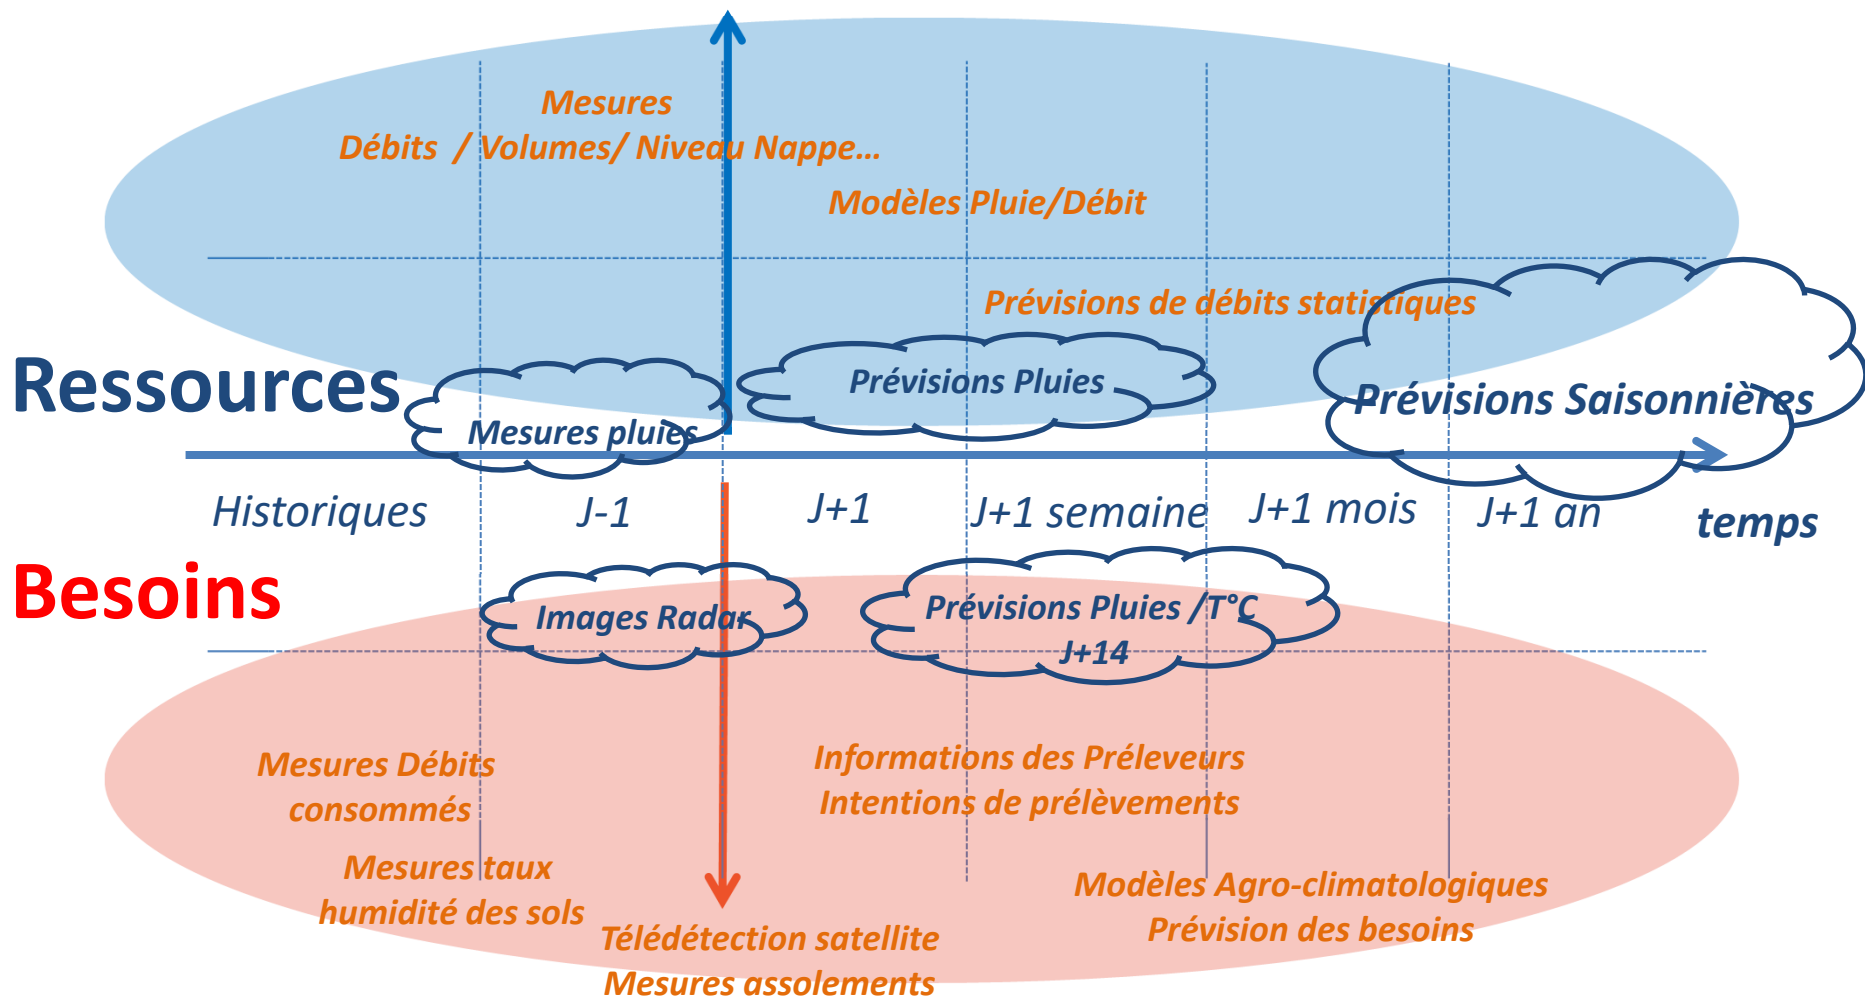 Mesures
Débits / Volumes/ Niveau Nappe...
Modèles Pluie/Débit
Prévisions de débits statistiques
Ressources
Prévisions Pluies
Prévisions Saisonnières
Mesures pluies
Historiques
J-1
J+1
J+1 semaine
J+1 mois
J+1 an
temps
Besoins
Images Radar
Prévisions Pluies /T°C
J+14
Mesures Débits
consommés
Informations des Préleveurs
Intentions de prélèvements
Mesures taux
humidité des sols
Modèles Agro-climatologiques
Prévision des besoins
Télédétection satellite
Mesures assolements